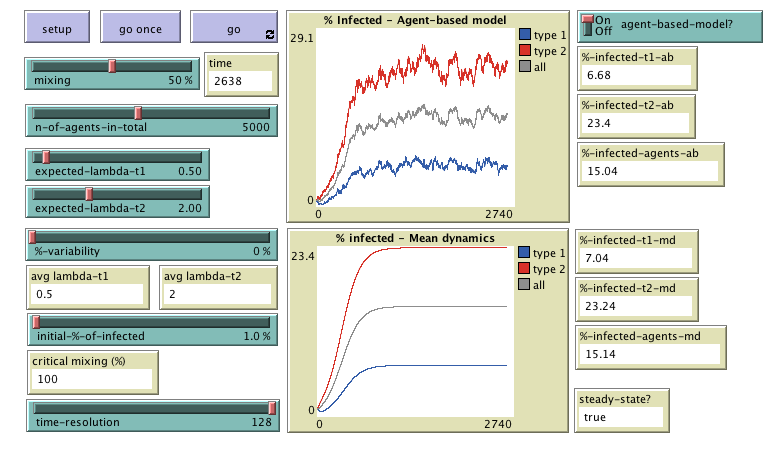 setup
go once
go
mixing
50 %
time
2638
n-of-agents-in-total
5000
expected-lambda-t1
0.50
expected-lambda-t2
2.00
%-variability
0 %
avg lambda-t1
0.5
avg lambda-t2
2
initial-%-of-infected
1.0 %
critical mixing (%)
100
time-resolution
128
% Infected - Agent-based model
29.1
0
0
2740
type 1
type 2
all
% infected - Mean dynamics
23.4
0
0
2740
type 1
type 2
all
On
Off
agent-based-model?
%-infected-t1-ab
6.68
%-infected-t2-ab
23.4
%-infected-agents-ab
15.04
%-infected-t1-md
7.04
%-infected-t2-md
23.24
%-infected-agents-md
15.14
steady-state?
true